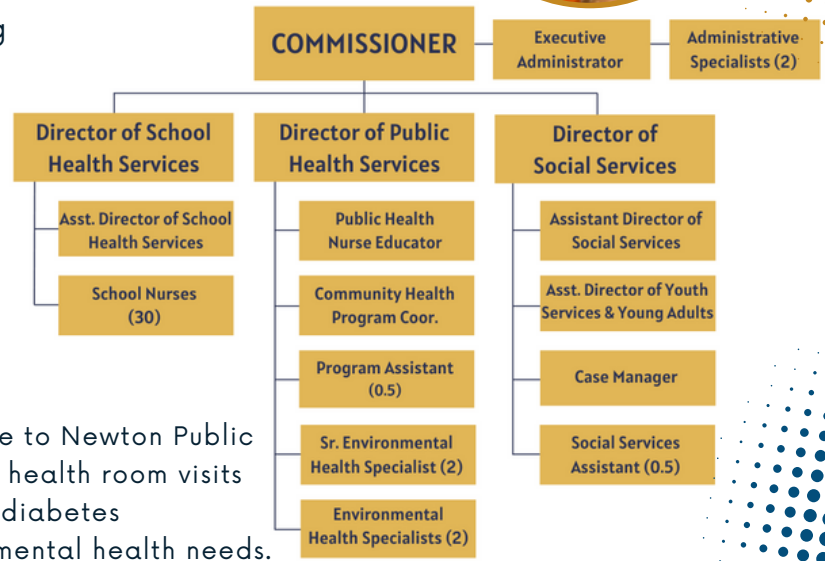 g
COMMISSIONER
Executive
Administrator
Administrative
Specialists (2)
Director of School
Health Services
Asst. Director of School
Health Services
School Nurses
(30)
Director of Public
Health Services
Public Health
Nurse Educator
Community Health
Program Coor.
Program Assistant
(0.5)
Sr. Environmental
Health Specialist (2)
Environmental
Health Specialists (2)
Director of
Social Services
Assistant Director of
Social Services
Asst. Director of Youth
Services & Young Adults
Case Manager
Social Services
Assistant (0.5)
e to Newton Public
health room visits
diabetes
mental health needs.